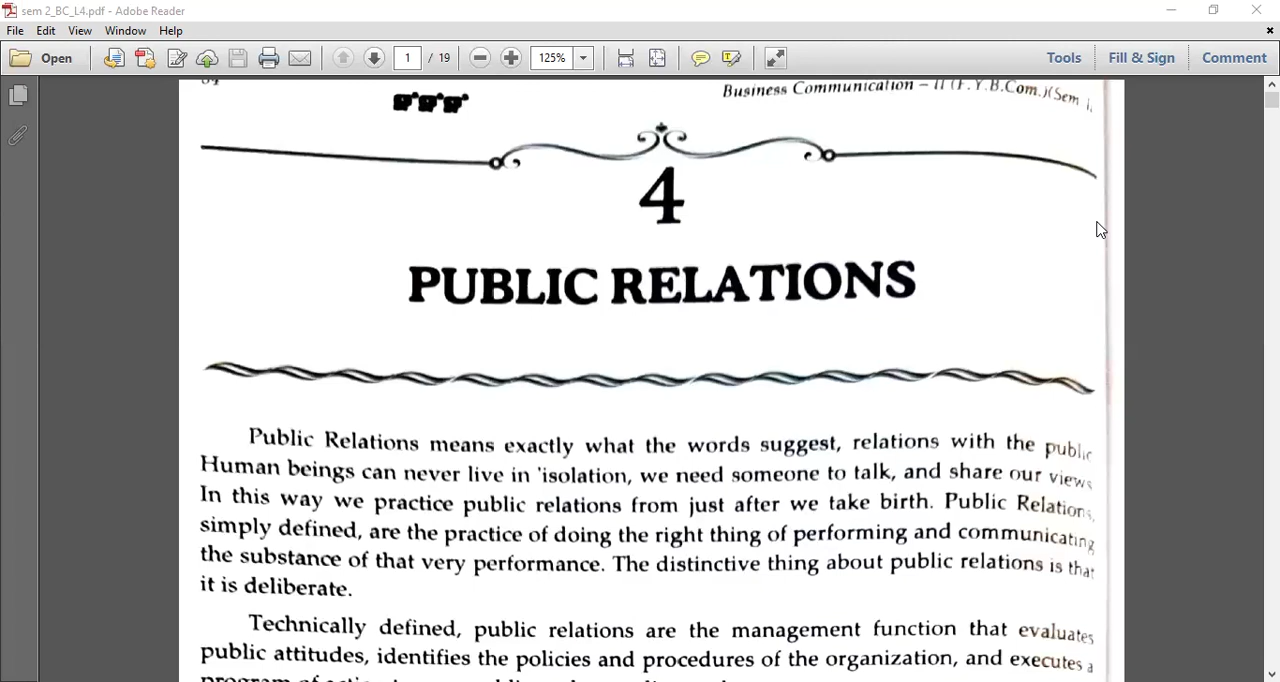 sem 2_BC_L4.pdf - Adobe Reader
File Edit View Window Help
Open 1 / 19 125% Tools Fill & Sign Comment
Business Communication – II (F.Y.B.Com.)(Sem
4
PUBLIC RELATIONS
Public Relations means exactly what the words suggest, relations with the public
Human beings can never live in 'isolation, we need someone to talk, and share our views
In this way we practice public relations from just after we take birth. Public Relations,
simply defined, are the practice of doing the right thing of performing and communicating
the substance of that very performance. The distinctive thing about public relations is that
it is deliberate.
Technically defined, public relations are the management function that evaluates
public attitudes, identifies the policies and procedures of the organization, and executes a